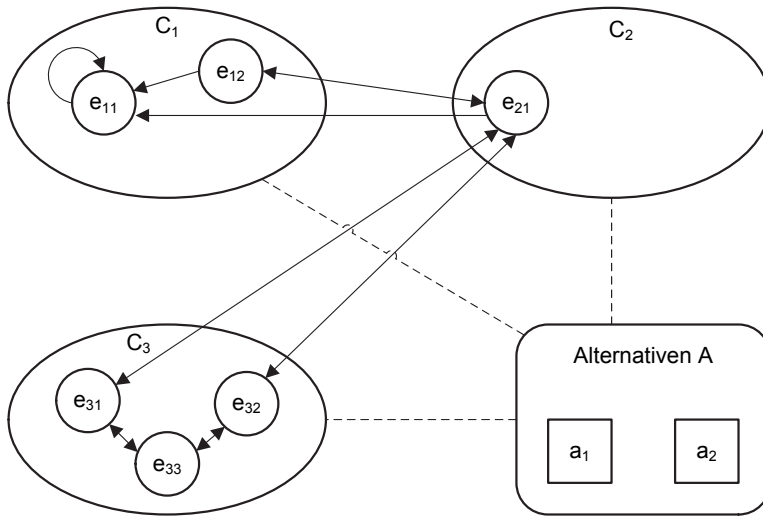 C₁
C₂
e₁₂
e₁₁
e₂₁
C₃
Alternativen A
e₃₁
e₃₂
e₃₃
a₁
a₂